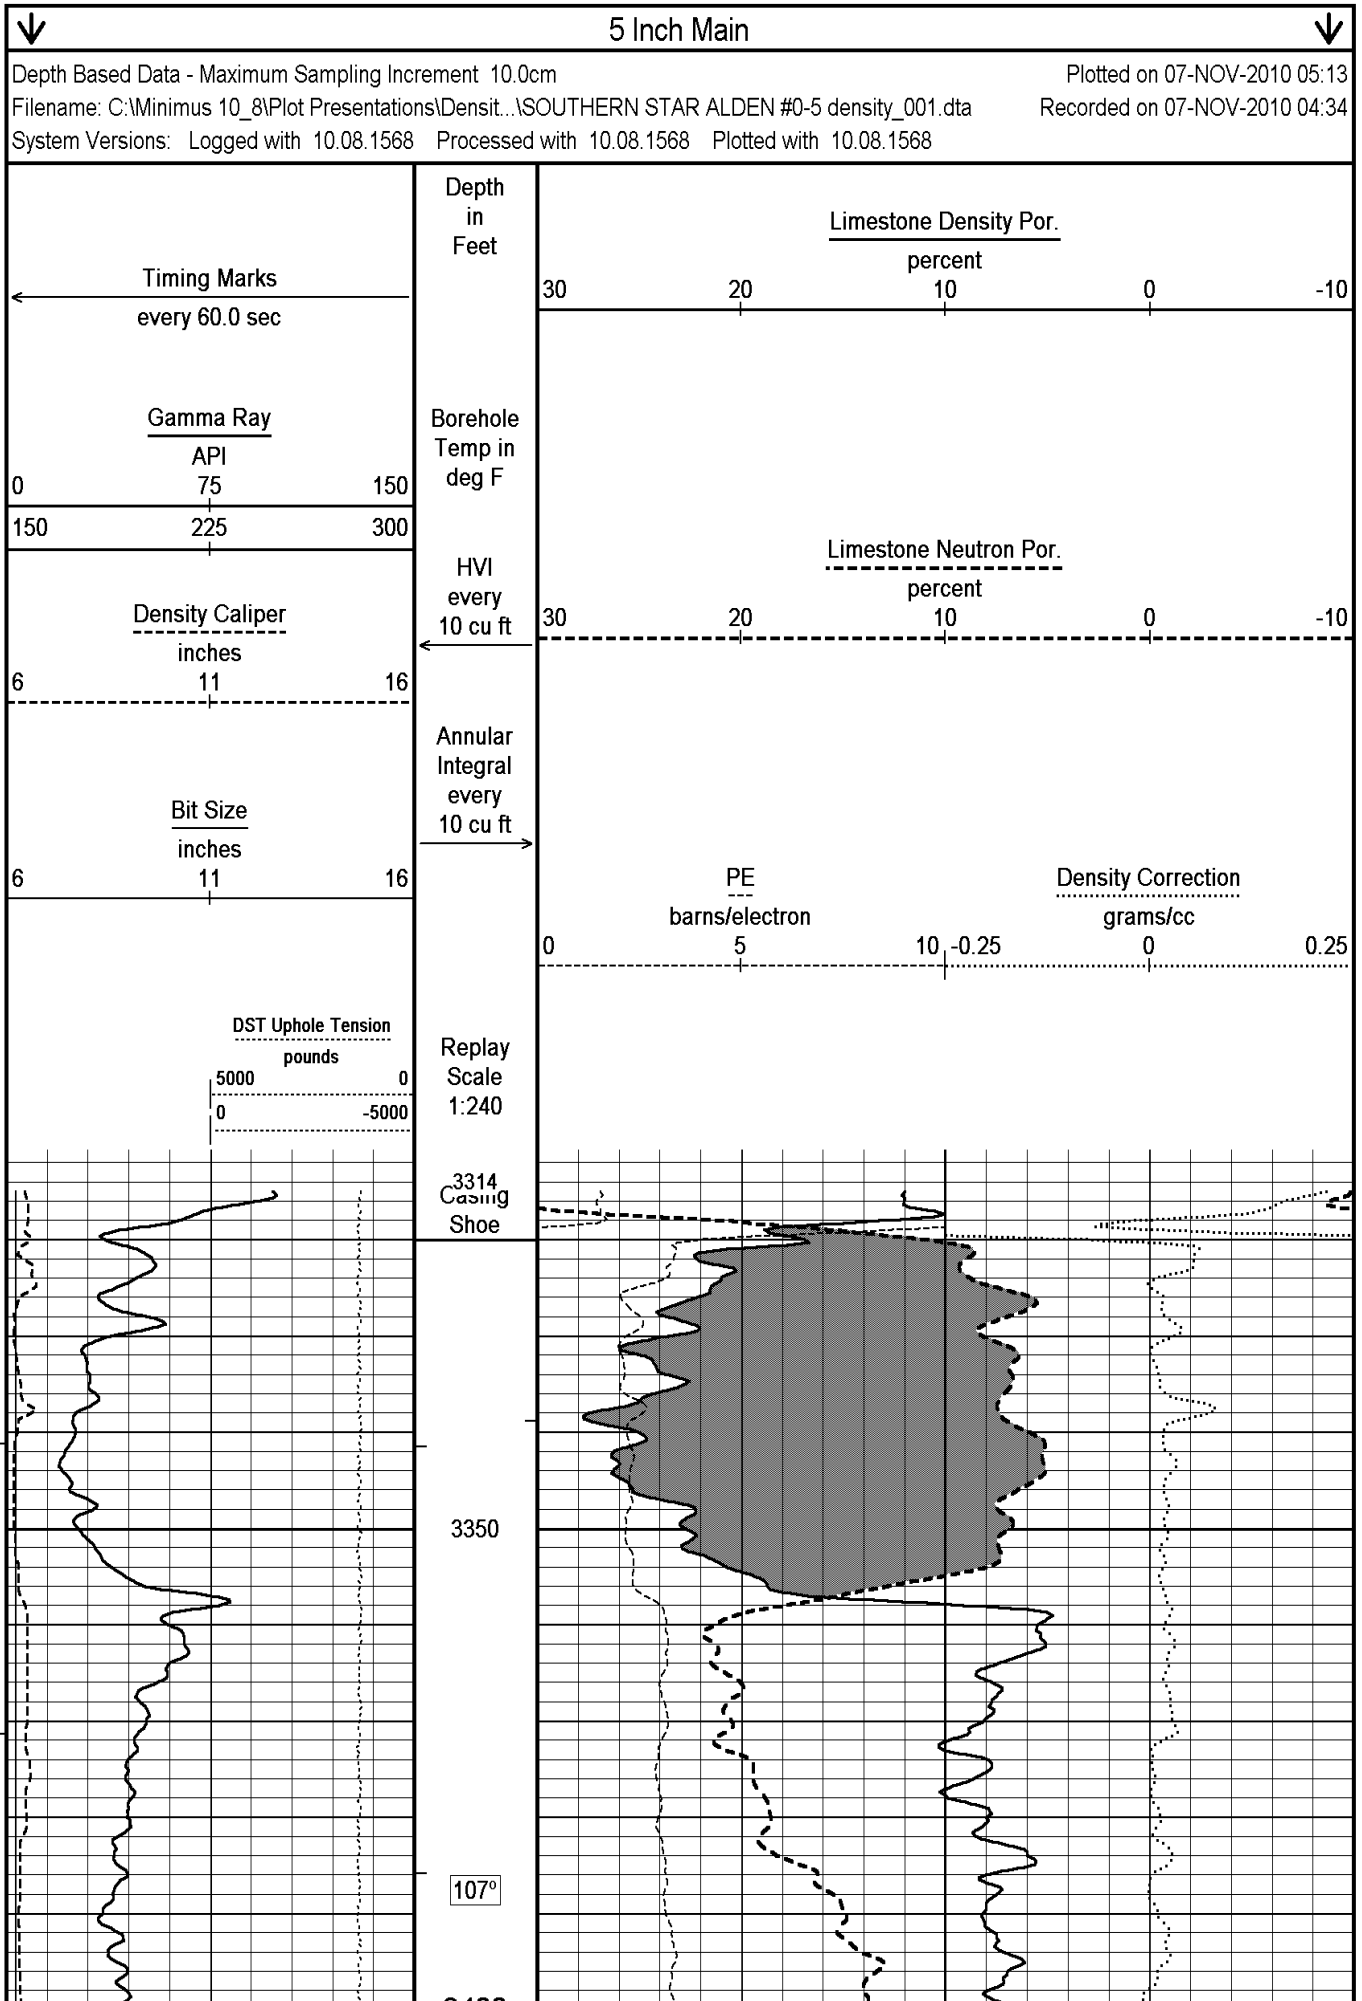 5 Inch Main
Depth Based Data - Maximum Sampling Increment 10.0cm
Plotted on 07-NOV-2010 05:13
Filename: C:\Minimus 10_8\Plot Presentations\Densit...\SOUTHERN STAR ALDEN #0-5 density_001.dta
Recorded on 07-NOV-2010 04:34
System Versions: Logged with 10.08.1568 Processed with 10.08.1568 Plotted with 10.08.1568
Timing Marks
every 60.0 sec
Gamma Ray
API
0 75 150
150 225 300
Density Caliper
inches
6 11 16
Bit Size
inches
6 11 16
DST Uphole Tension
pounds
5000 0
0 -5000
Depth
in
Feet
Borehole
Temp in
deg F
HVI
every
10 cu ft
Annular
Integral
every
10 cu ft
Replay
Scale
1:240
Limestone Density Por.
percent
30 20 10 0 -10
Limestone Neutron Por.
percent
30 20 10 0 -10
PE
barns/electron
0 5 10
Density Correction
grams/cc
-0.25 0 0.25
3314
Casing
Shoe
3350
107º